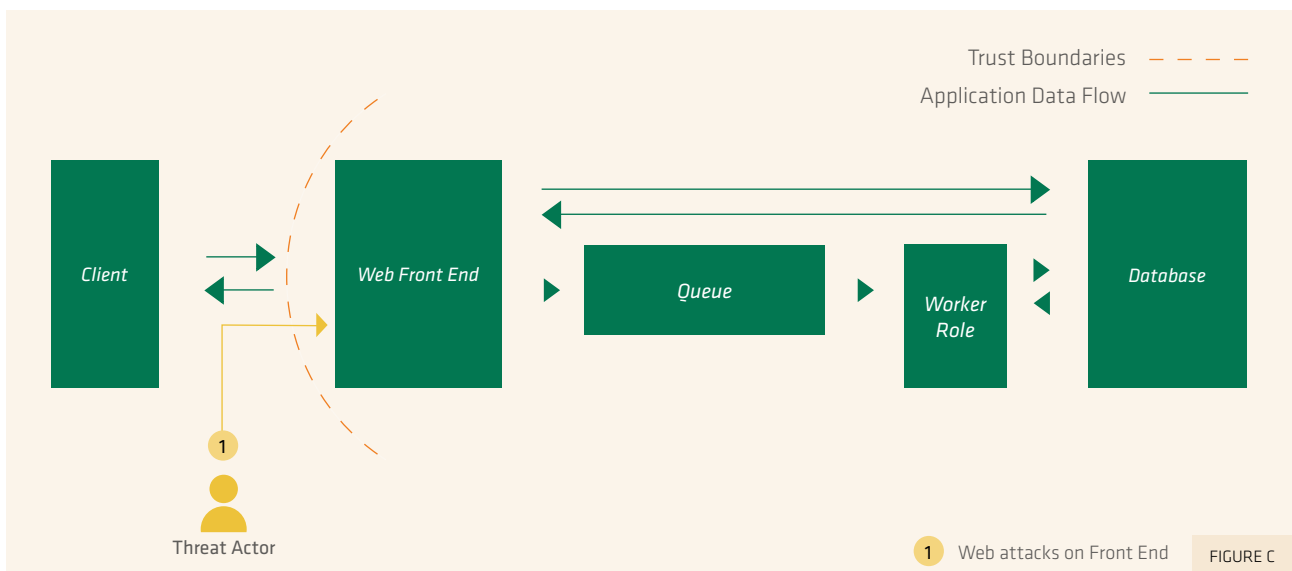 Trust Boundaries
Application Data Flow
Client
Web Front End
Queue
Worker
Role
Database
1
Threat Actor
1 Web attacks on Front End
FIGURE C